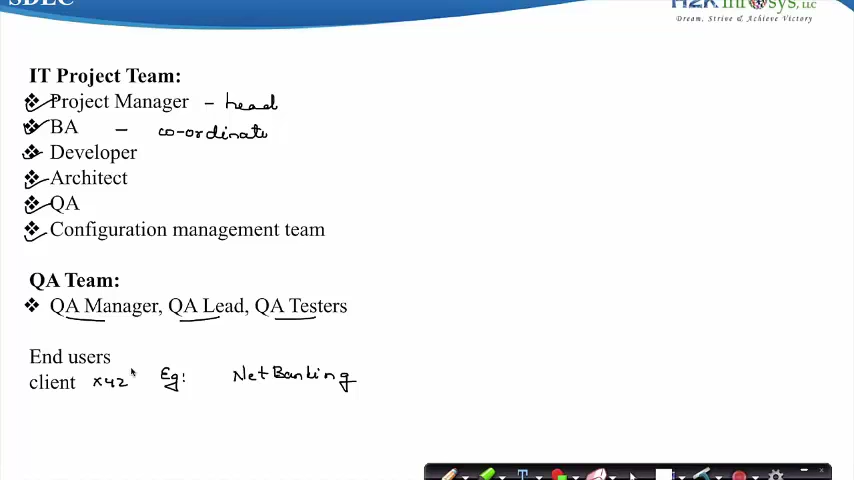 SDLC
H2K Infosys, LLC
Dream, Strive & Achieve Victory
IT Project Team:
❖ Project Manager - head
❖ BA - co-ordinate
❖ Developer
❖ Architect
❖ QA
❖ Configuration management team
QA Team:
❖ QA Manager, QA Lead, QA Testers
End users
client xyz Eg: NetBanking